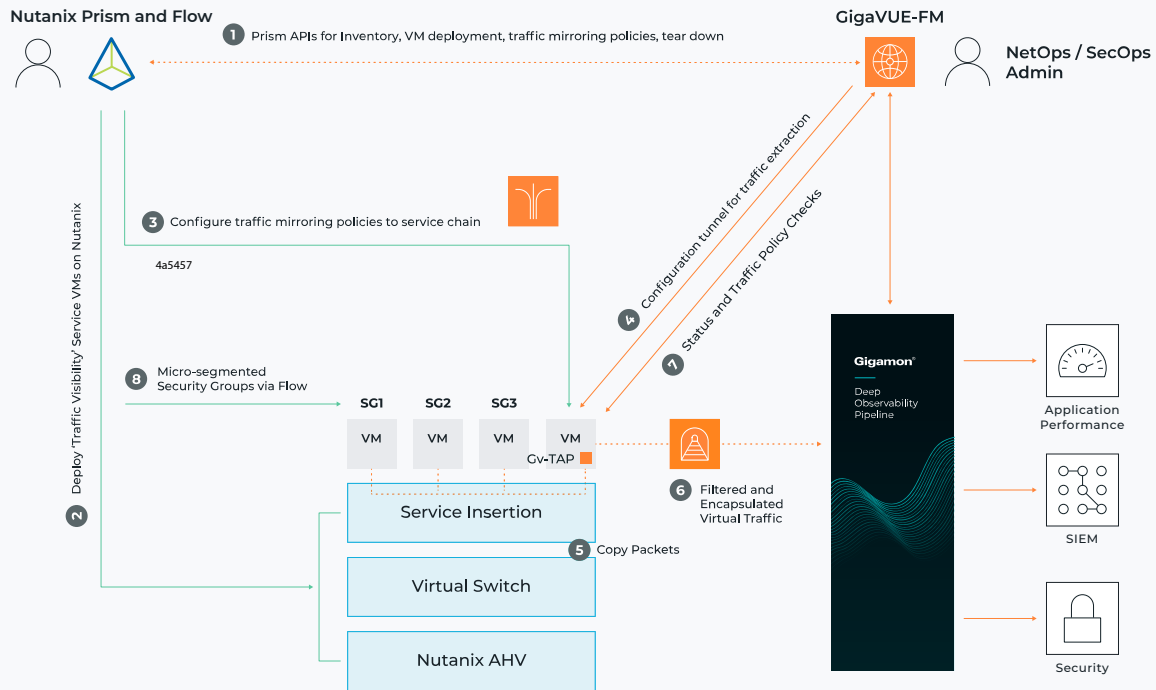 Nutanix Prism and Flow
GigaVUE-FM
1 Prism APIs for Inventory, VM deployment, traffic mirroring policies, tear down
NetOps / SecOps
Admin
2 Deploy 'Traffic Visibility' Service VMs on Nutanix
3 Configure traffic mirroring policies to service chain
4a5457
4 Configuration tunnel for traffic extraction
7 Status and Traffic Policy Checks
8 Micro-segmented
Security Groups via Flow
SG1
SG2
SG3
VM
VM
VM
VM
Gv-TAP
6 Filtered and
Encapsulated
Virtual Traffic
Service Insertion
5 Copy Packets
Virtual Switch
Nutanix AHV
Gigamon®
Deep
Observability
Pipeline
Application
Performance
SIEM
Security